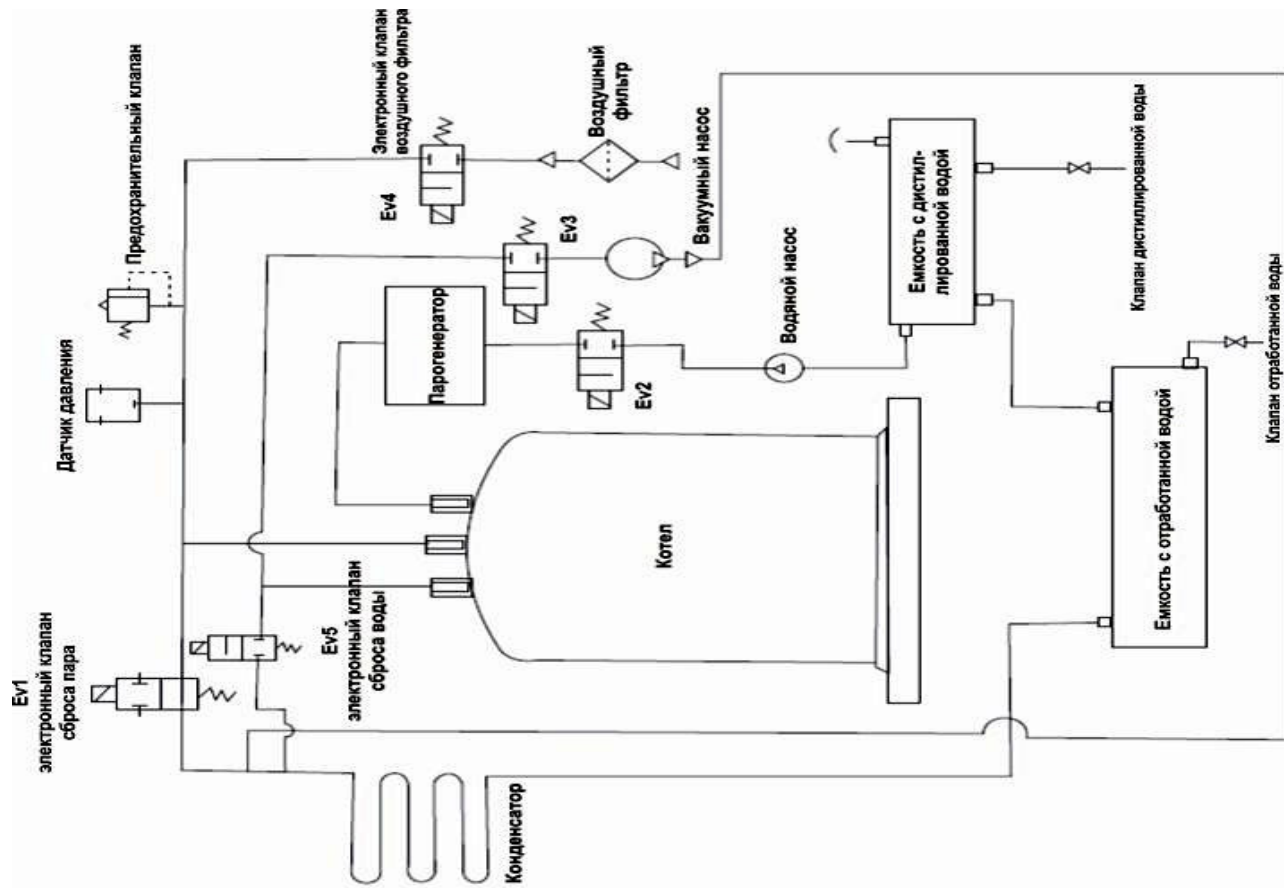 Ev1
электронный клапан
сброса пара
Датчик давления
Предохранительный клапан
Электронный клапан
воздушного фильтра
Ev4
Воздушный
фильтр
Ev3
Вакуумный насос
Парогенератор
Ev2
Водяной насос
Ev5
электронный клапан
сброса воды
Котел
Конденсатор
Емкость с дистил-
лированной водой
Клапан дистиллированной воды
Емкость с отработанной водой
Клапан отработанной воды